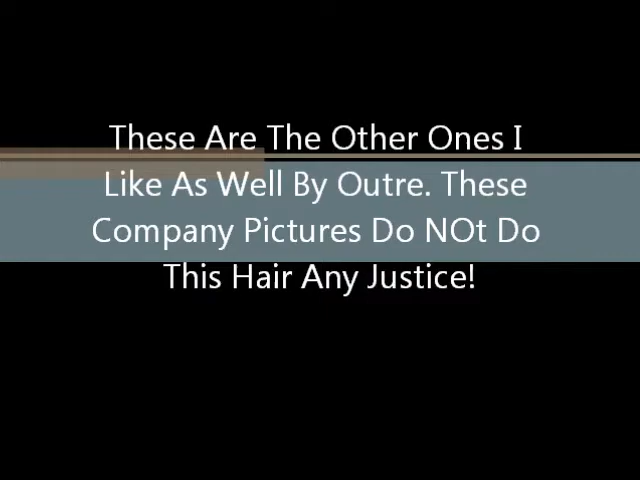 These Are The Other Ones I
Like As Well By Outre. These
Company Pictures Do NOt Do
This Hair Any Justice!